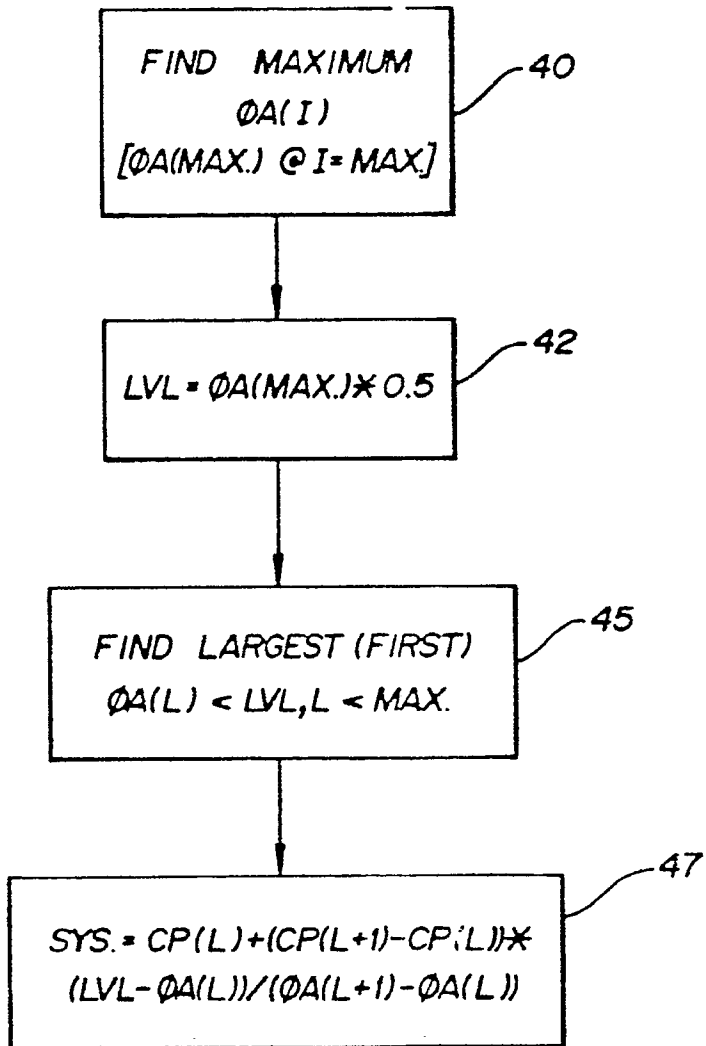 FIND MAXIMUM
ØA(I)
[ØA(MAX.) @ I=MAX.]
40
LVL=ØA(MAX.)*0.5
42
FIND LARGEST (FIRST)
ØA(L) < LVL, L < MAX.
45
SYS.=CP(L)+(CP(L+1)-CP(L))*
(LVL-ØA(L))/(ØA(L+1)-ØA(L))
47